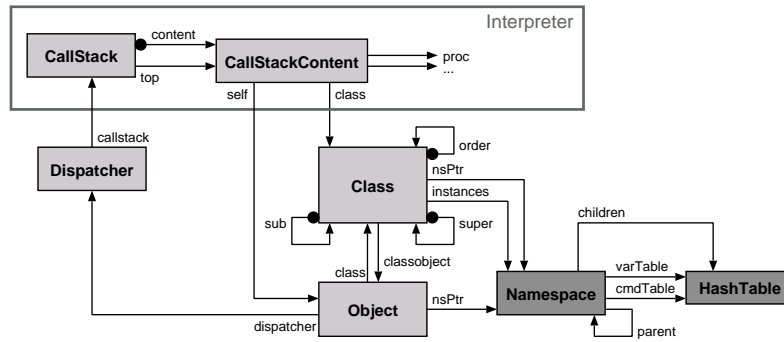 Interpreter
content
CallStack
CallStackContent
proc
...
top
self
class
callstack
order
Dispatcher
nsPtr
Class
instances
children
sub
super
varTable
class
classobject
cmdTable
Namespace
HashTable
nsPtr
Object
dispatcher
parent